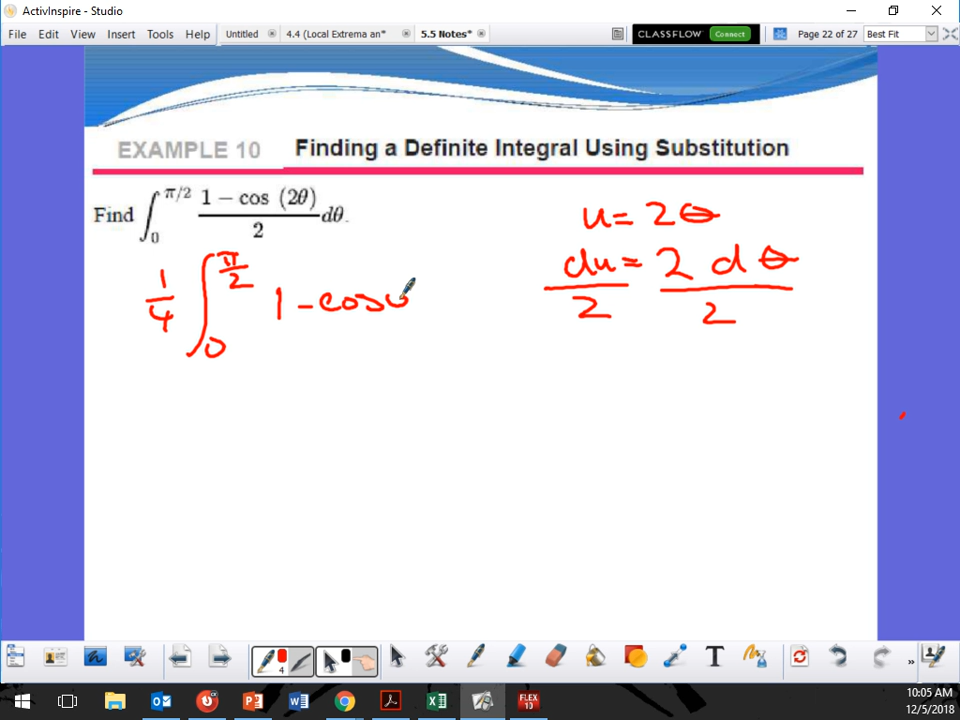 ActivInspire - Studio
File Edit View Insert Tools Help Untitled 4.4 (Local Extrema an* 5.5 Notes* CLASSFLOW Connect Page 22 of 27 Best Fit
EXAMPLE 10 Finding a Definite Integral Using Substitution
Find ∫₀^π/2 (1 − cos (2θ))/2 dθ.
u = 2θ
du/2 = 2 dθ/2
1/4 ∫₀^π/2 1 − cos u
4
T
»
10:05 AM
12/5/2018
FLEX 10